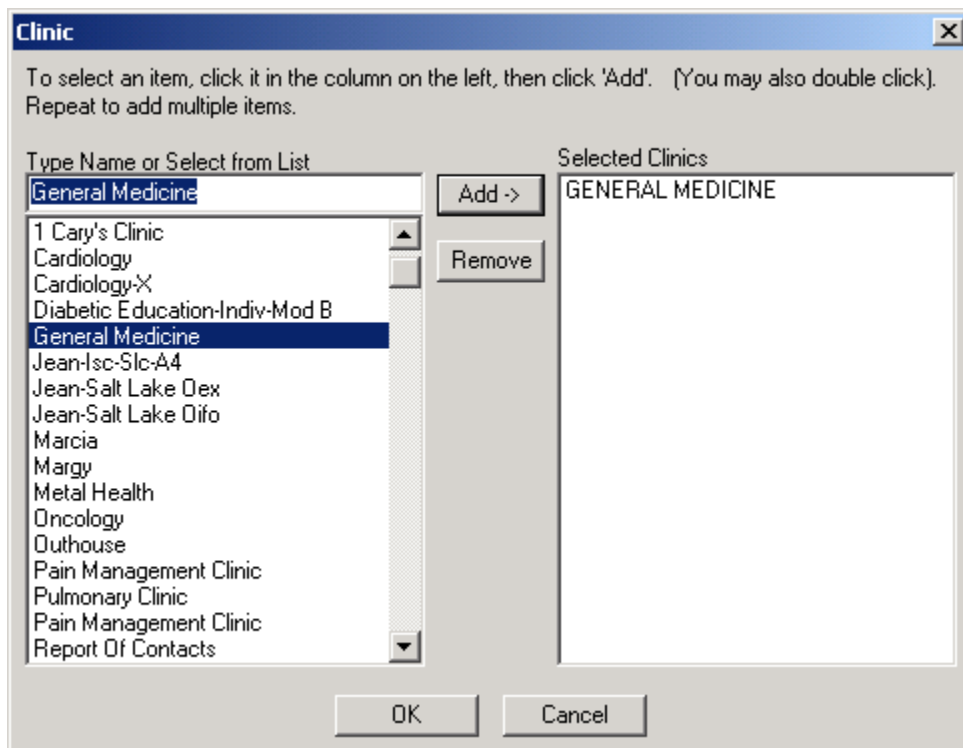 Clinic
To select an item, click it in the column on the left, then click 'Add'. (You may also double click).
Repeat to add multiple items.
Type Name or Select from List
General Medicine
1 Cary's Clinic
Cardiology
Cardiology-X
Diabetic Education-Indiv-Mod B
General Medicine
Jean-Isc-Slc-A4
Jean-Salt Lake Oex
Jean-Salt Lake Oifo
Marcia
Margy
Metal Health
Oncology
Outhouse
Pain Management Clinic
Pulmonary Clinic
Pain Management Clinic
Report Of Contacts
Add ->
Remove
Selected Clinics
GENERAL MEDICINE
OK
Cancel